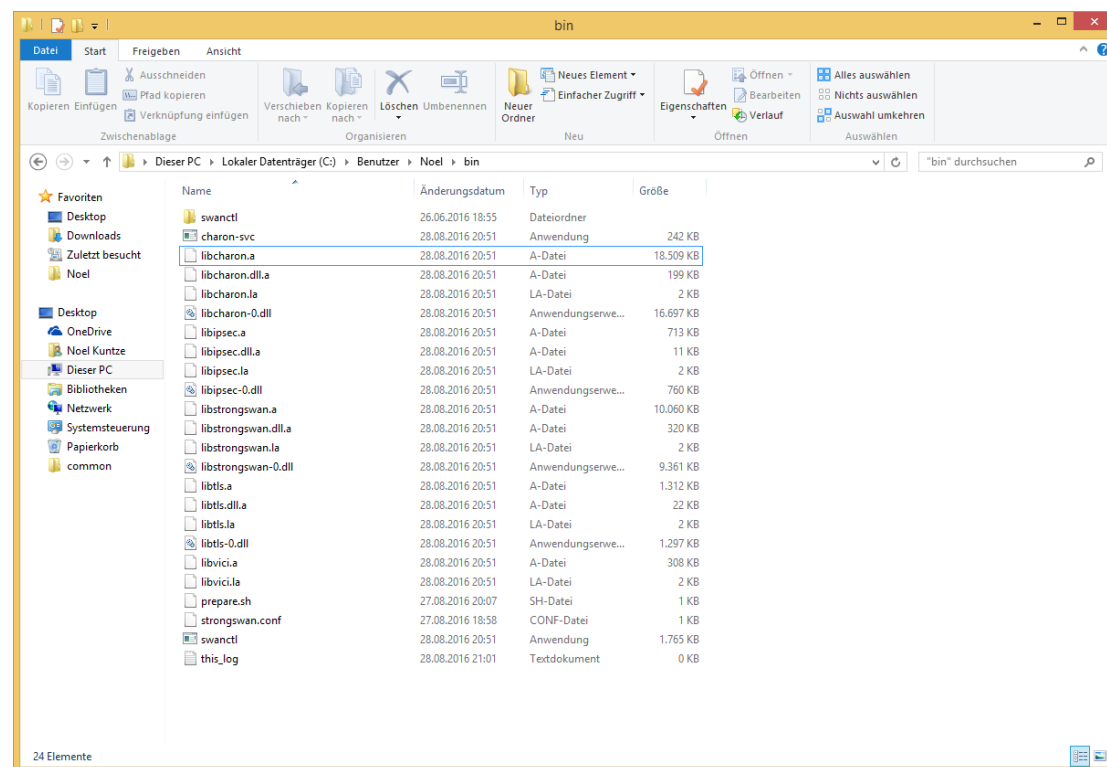 bin
Datei Start Freigeben Ansicht
Kopieren Einfügen Ausschneiden
Pfad kopieren
Verknüpfung einfügen
Zwischenablage
Verschieben nach Kopieren nach Löschen Umbenennen
Organisieren
Neuer Ordner Neues Element
Einfacher Zugriff
Neu
Eigenschaften Öffnen
Bearbeiten
Verlauf
Öffnen
Alles auswählen
Nichts auswählen
Auswahl umkehren
Auswählen
Dieser PC Lokaler Datenträger (C:) Benutzer Noel bin
"bin" durchsuchen
Favoriten
Desktop
Downloads
Zuletzt besucht
Noel
Desktop
OneDrive
Noel Kuntze
Dieser PC
Bibliotheken
Netzwerk
Systemsteuerung
Papierkorb
common
Name Änderungsdatum Typ Größe
swanctl 26.06.2016 18:55 Dateiordner
charon-svc 28.08.2016 20:51 Anwendung 242 KB
libcharon.a 28.08.2016 20:51 A-Datei 18.509 KB
libcharon.dll.a 28.08.2016 20:51 A-Datei 199 KB
libcharon.la 28.08.2016 20:51 LA-Datei 2 KB
libcharon-0.dll 28.08.2016 20:51 Anwendungserwe... 16.697 KB
libipsec.a 28.08.2016 20:51 A-Datei 713 KB
libipsec.dll.a 28.08.2016 20:51 A-Datei 11 KB
libipsec.la 28.08.2016 20:51 LA-Datei 2 KB
libipsec-0.dll 28.08.2016 20:51 Anwendungserwe... 760 KB
libstrongswan.a 28.08.2016 20:51 A-Datei 10.060 KB
libstrongswan.dll.a 28.08.2016 20:51 A-Datei 320 KB
libstrongswan.la 28.08.2016 20:51 LA-Datei 2 KB
libstrongswan-0.dll 28.08.2016 20:51 Anwendungserwe... 9.361 KB
libtls.a 28.08.2016 20:51 A-Datei 1.312 KB
libtls.dll.a 28.08.2016 20:51 A-Datei 22 KB
libtls.la 28.08.2016 20:51 LA-Datei 2 KB
libtls-0.dll 28.08.2016 20:51 Anwendungserwe... 1.297 KB
libvici.a 28.08.2016 20:51 A-Datei 308 KB
libvici.la 28.08.2016 20:51 LA-Datei 2 KB
prepare.sh 27.08.2016 20:07 SH-Datei 1 KB
strongswan.conf 27.08.2016 18:58 CONF-Datei 1 KB
swanctl 28.08.2016 20:51 Anwendung 1.765 KB
this_log 28.08.2016 21:01 Textdokument 0 KB
24 Elemente